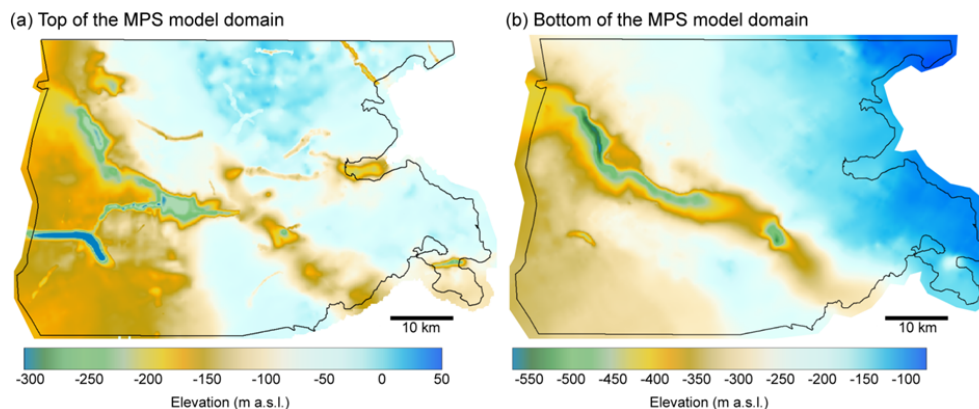 (a) Top of the MPS model domain
(b) Bottom of the MPS model domain
10 km
10 km
-300 -250 -200 -150 -100 -50 0 50
-550 -500 -450 -400 -350 -300 -250 -200 -150 -100
Elevation (m a.s.l.)
Elevation (m a.s.l.)